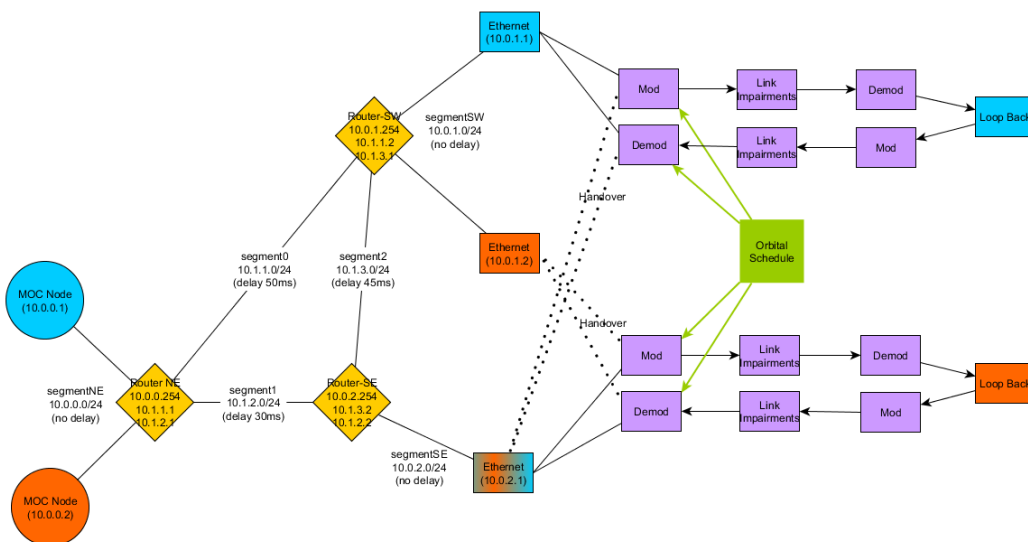 Ethernet
(10.0.1.1)
Mod
Link
Impairments
Demod
Loop Back
Router-SW
10.0.1.254
10.1.1.2
10.1.3.1
segmentSW
10.0.1.0/24
(no delay)
Demod
Link
Impairments
Mod
Handover
Ethernet
(10.0.1.2)
Orbital
Schedule
segment0
10.1.1.0/24
(delay 50ms)
segment2
10.1.3.0/24
(delay 45ms)
MOC Node
(10.0.0.1)
Handover
Mod
Link
Impairments
Demod
Loop Back
segmentNE
10.0.0.0/24
(no delay)
Router NE
10.0.0.254
10.1.1.1
10.1.2.1
segment1
10.1.2.0/24
(delay 30ms)
Router-SE
10.0.2.254
10.1.3.2
10.1.2.2
Demod
Link
Impairments
Mod
segmentSE
10.0.2.0/24
(no delay)
Ethernet
(10.0.2.1)
MOC Node
(10.0.0.2)